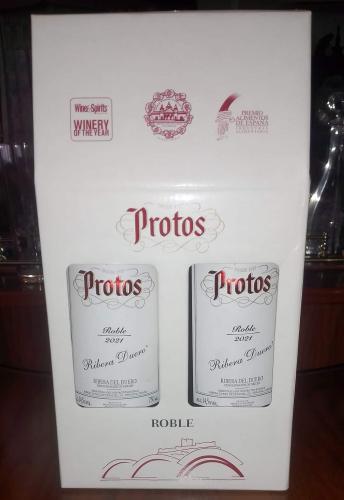 Wine&Spirits
WINERY
OF THE YEAR
PREMIO
ALIMENTOS
DE ESPAÑA
Protos
Protos
Roble
2021
Ribera Duero
RIBERA DEL DUERO
Protos
Roble
2021
Ribera Duero
RIBERA DEL DUERO
ROBLE